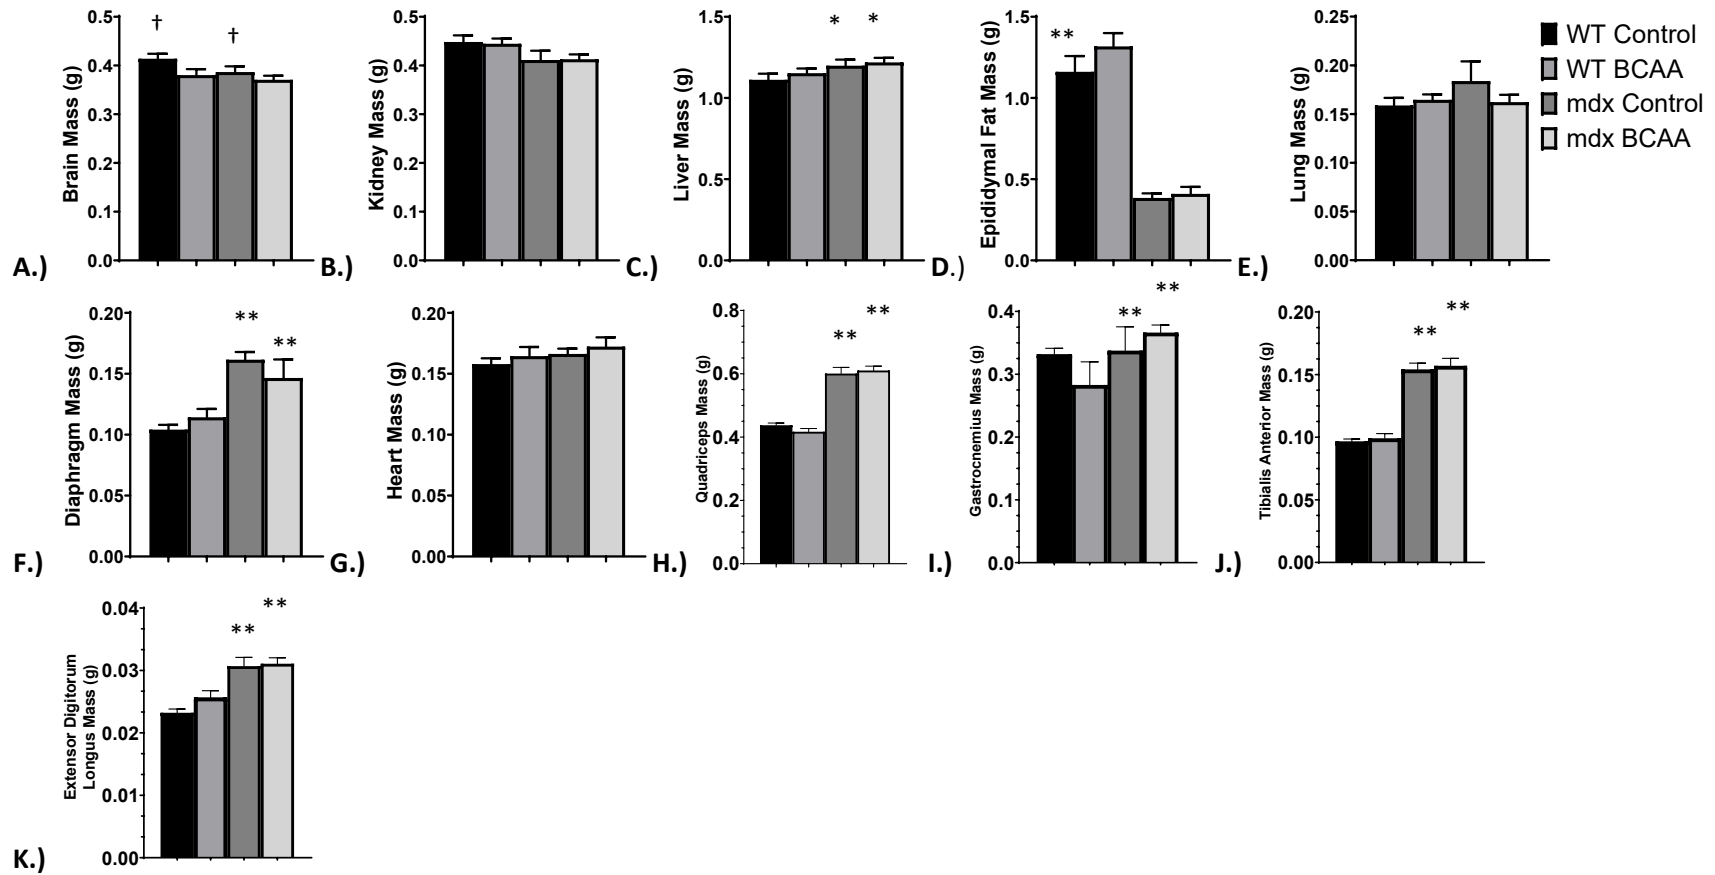 0.5
0.4
0.3
0.2
0.1
0.0
Brain Mass (g)
†
†
A.)
0.5
0.4
0.3
0.2
0.1
0.0
Kidney Mass (g)
B.)
1.5
1.0
0.5
0.0
Liver Mass (g)
*
*
C.)
1.5
1.0
0.5
0.0
Epididymal Fat Mass (g)
**
D.)
0.25
0.20
0.15
0.10
0.05
0.00
Lung Mass (g)
E.)
WT Control
WT BCAA
mdx Control
mdx BCAA
0.20
0.15
0.10
0.05
0.00
Diaphragm Mass (g)
**
**
F.)
0.20
0.15
0.10
0.05
0.00
Heart Mass (g)
G.)
0.8
0.6
0.4
0.2
0.0
Quadriceps Mass (g)
**
**
H.)
0.4
0.3
0.2
0.1
0.0
Gastrocnemius Mass (g)
**
**
I.)
0.20
0.15
0.10
0.05
0.00
Tibialis Anterior Mass (g)
**
**
J.)
0.04
0.03
0.02
0.01
0.00
Extensor Digitorum
Longus Mass (g)
**
**
K.)